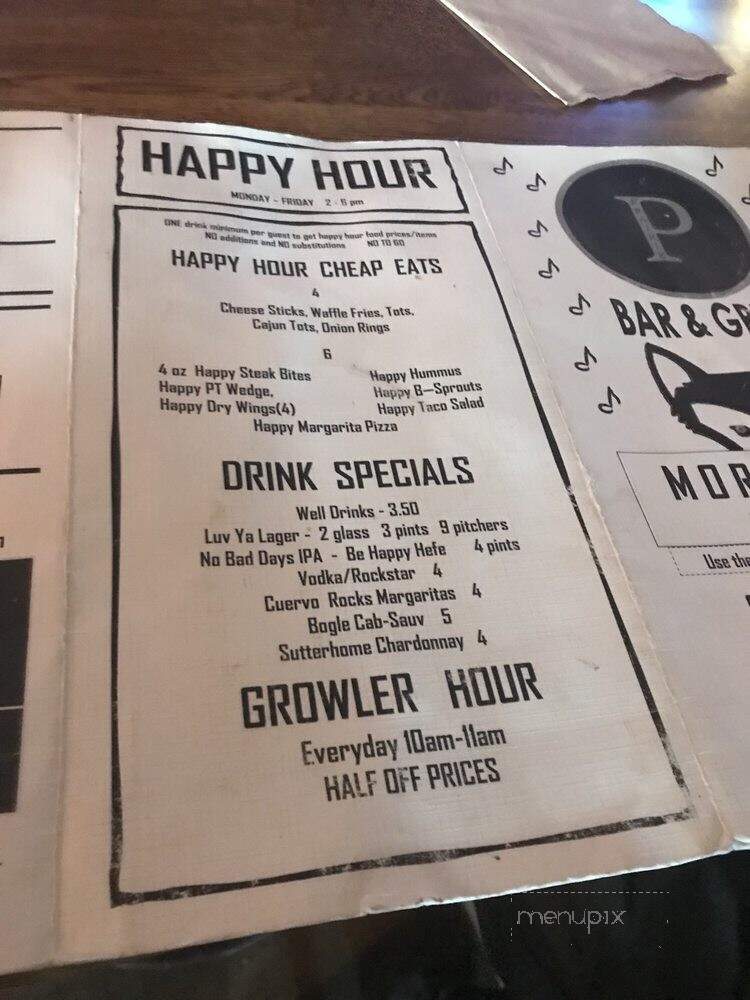 HAPPY HOUR
MONDAY - FRIDAY 2 - 6 pm
ONE drink minimum per guest to get happy hour food prices/items
NO additions and NO substitutions NO TO GO
HAPPY HOUR CHEAP EATS
4
Cheese Sticks, Waffle Fries, Tots,
Cajun Tots, Onion Rings
6
4 oz Happy Steak Bites Happy Hummus
Happy PT Wedge, Happy B-Sprouts
Happy Dry Wings(4) Happy Taco Salad
Happy Margarita Pizza
DRINK SPECIALS
Well Drinks - 3.50
Luv Ya Lager - 2 glass 3 pints 9 pitchers
No Bad Days IPA - Be Happy Hefe 4 pints
Vodka/Rockstar 4
Cuervo Rocks Margaritas 4
Bogle Cab-Sauv 5
Sutterhome Chardonnay 4
GROWLER HOUR
Everyday 10am-11am
HALF OFF PRICES
P
BAR & GR
MOR
Use the
menupix